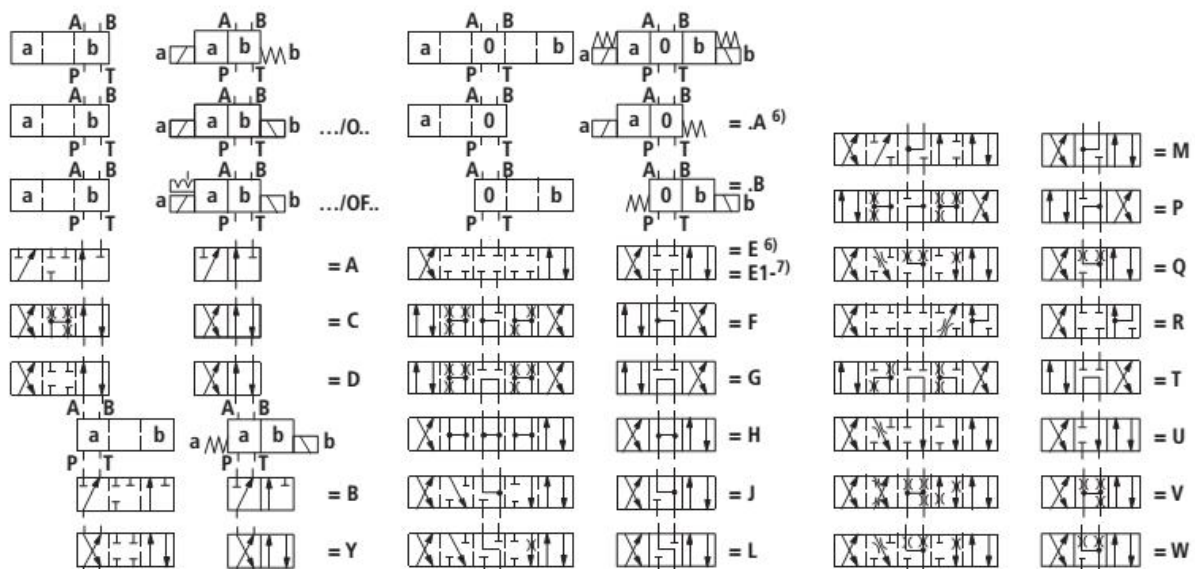 A B A B A B A B
a b a a b b a 0 b a a 0 b b
P T P T P T P T
A B A B A B A B
a b a a b b .../O.. a 0 a a 0 = .A 6)
P T P T P T P T
= M
A B A B A B A B
a b a a b b .../OF.. 0 b 0 b b = .B
P T P T P T P T
= P
= A = E 6)
= E1-7) = Q
= C = F = R
= D = G = T
A B A B
a b a a b b = H = U
P T P T
= B = J = V
= Y = L = W